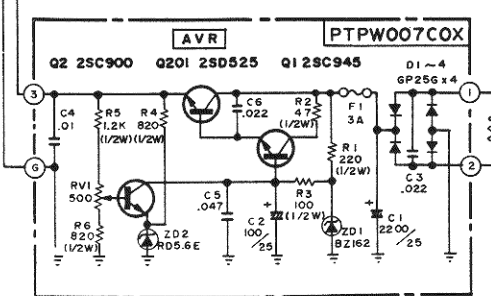 AVR
PTPW007COX
Q2 2SC900
Q201 2SD525
Q1 2SC945
D1~4
GP25G x 4
3
C4
.01
R5
1.2K
(1/2W)
R4
820
(1/2W)
C6
.022
R2
47
(1/2W)
F1
3A
1
R1
220
(1/2W)
C3
.022
2
G
RV1
500
R6
820
(1/2W)
ZD2
RD5.6E
C5
.047
C2
100
/25
R3
100
(1/2W)
ZD1
BZ162
C1
2200
/25
+
+